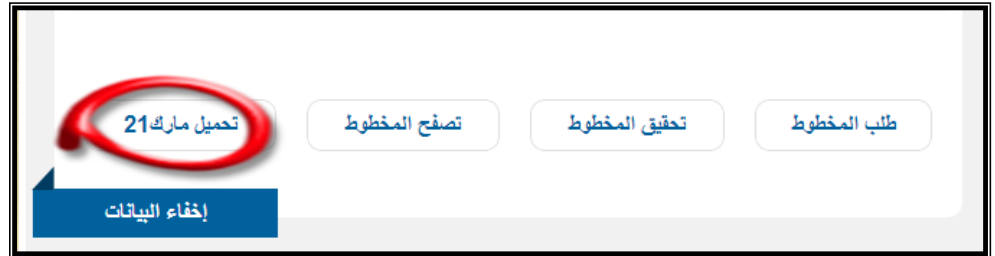 طلب المخطوط
تحقيق المخطوط
تصفح المخطوط
تحميل مارك21
إخفاء البيانات